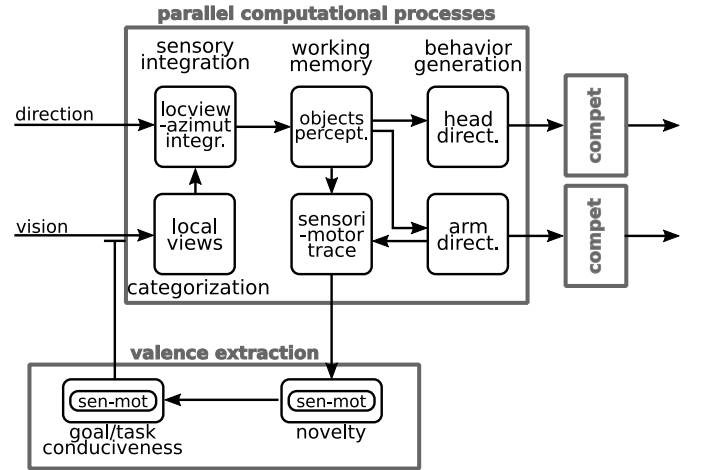 parallel computational processes
sensory
integration
working
memory
behavior
generation
direction
locview
-azimut
integr.
objects
percept.
head
direct.
compet
vision
local
views
sensori
-motor
trace
arm
direct.
compet
categorization
valence extraction
sen-mot
sen-mot
goal/task
conduciveness
novelty